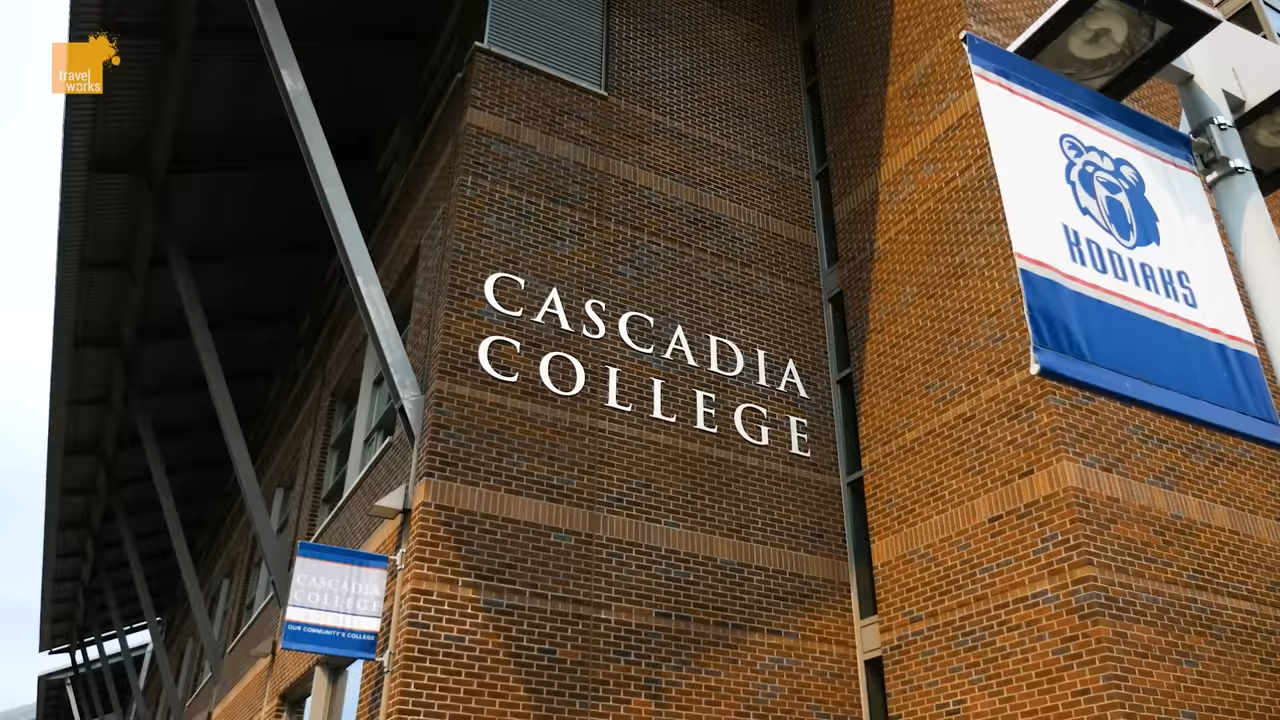 travel
works
CASCADIA
COLLEGE
KODIAKS
CASCADIA
COLLEGE
OUR COMMUNITY'S COLLEGE